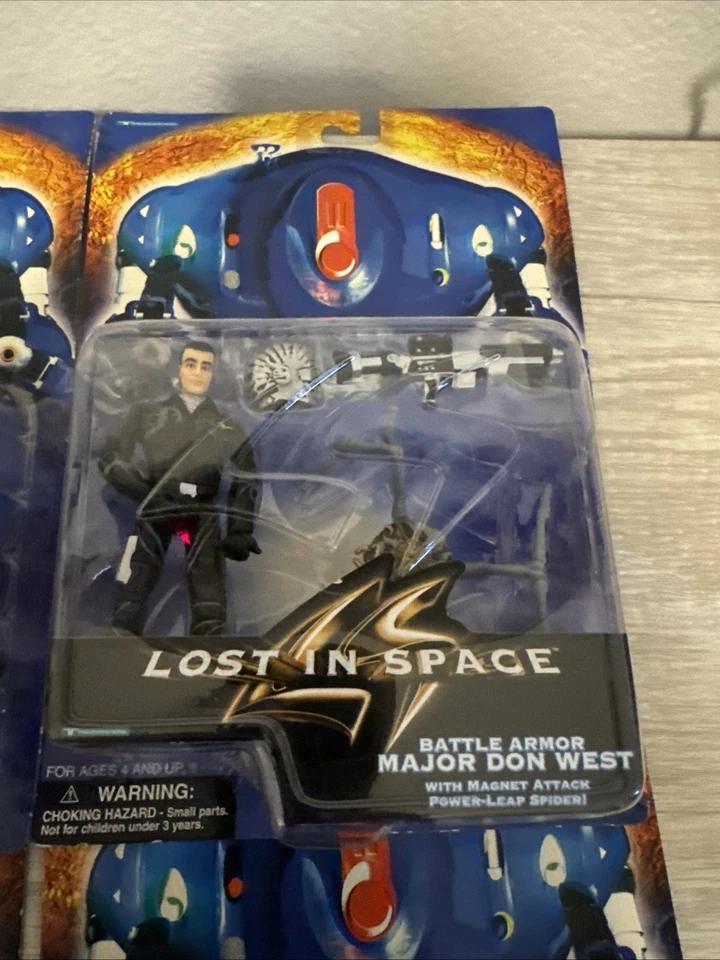 LOST IN SPACE™
BATTLE ARMOR
MAJOR DON WEST
WITH MAGNET ATTACK
POWER-LEAP SPIDER!
FOR AGES 4 AND UP
WARNING:
CHOKING HAZARD - Small parts.
Not for children under 3 years.